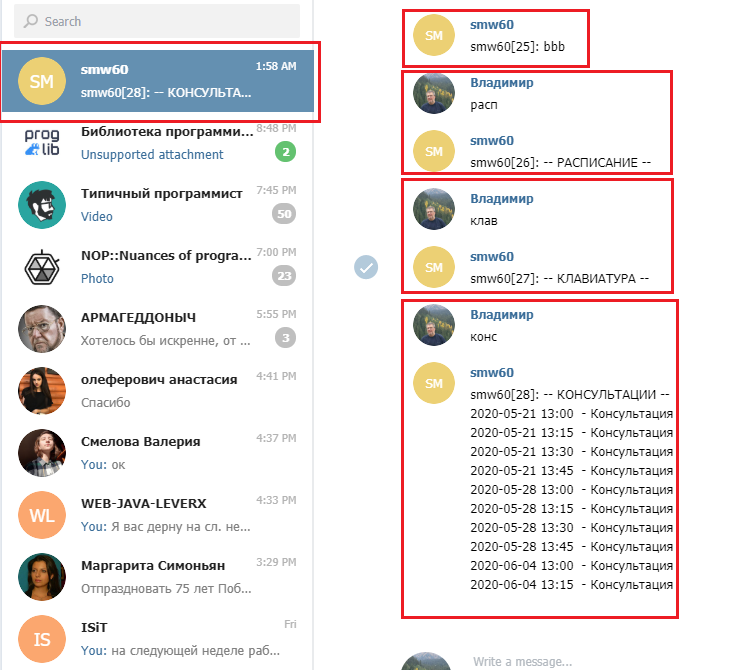 Search
SM
smw60
1:58 AM
smw60[28]: -- КОНСУЛЬТА...
prog
lib
Библиотека программи...
8:48 PM
Unsupported attachment
2
Типичный программист
7:45 PM
Video
50
NOP::Nuances of progra...
7:00 PM
Photo
23
АРМАГЕДДОНЫЧ
5:55 PM
Хотелось бы искренне, от ...
3
олеферович анастасия
4:41 PM
Спасибо
Смелова Валерия
4:37 PM
You: ок
WL
WEB-JAVA-LEVERX
4:33 PM
You: Я вас дерну на сл. не...
Маргарита Симоньян
3:29 PM
Отпраздновать 75 лет Поб...
IS
ISiT
Fri
You: на следующей неделе раб...
SM
smw60
smw60[25]: bbb
Владимир
расп
SM
smw60
smw60[26]: -- РАСПИСАНИЕ --
Владимир
клав
SM
smw60
smw60[27]: -- КЛАВИАТУРА --
Владимир
конс
SM
smw60
smw60[28]: -- КОНСУЛЬТАЦИИ --
2020-05-21 13:00 - Консультация
2020-05-21 13:15 - Консультация
2020-05-21 13:30 - Консультация
2020-05-21 13:45 - Консультация
2020-05-28 13:00 - Консультация
2020-05-28 13:15 - Консультация
2020-05-28 13:30 - Консультация
2020-05-28 13:45 - Консультация
2020-06-04 13:00 - Консультация
2020-06-04 13:15 - Консультация
Write a message...